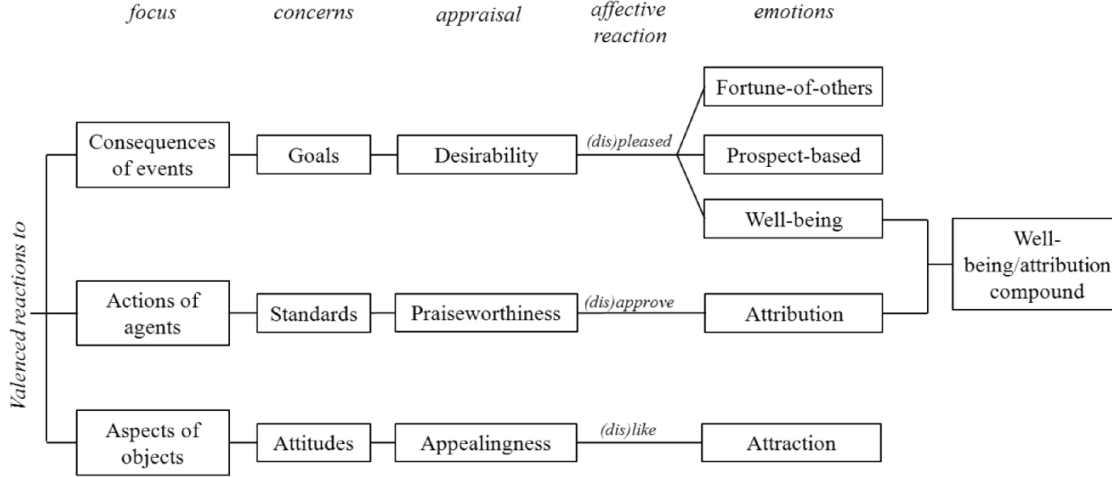 focus
concerns
appraisal
affective
reaction
emotions
Valenced reactions to
Consequences
of events
Goals
Desirability
(dis)pleased
Fortune-of-others
Prospect-based
Well-being
Well-
being/attribution
compound
Actions of
agents
Standards
Praiseworthiness
(dis)approve
Attribution
Aspects of
objects
Attitudes
Appealingness
(dis)like
Attraction